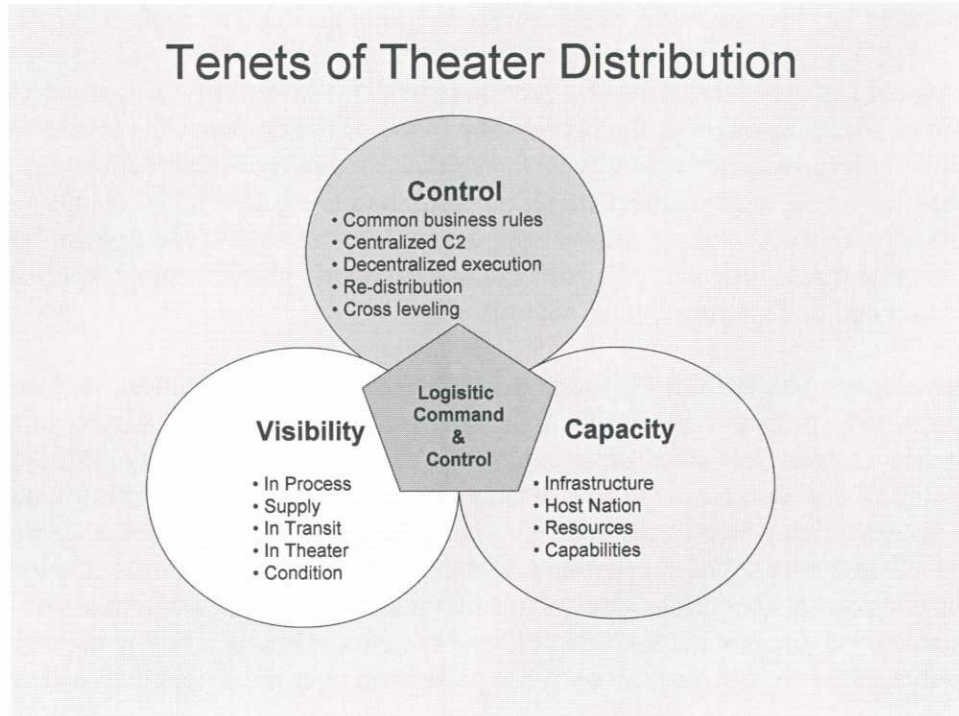 Tenets of Theater Distribution
Control
• Common business rules
• Centralized C2
• Decentralized execution
• Re-distribution
• Cross leveling
Logisitic
Command
&
Control
Visibility
• In Process
• Supply
• In Transit
• In Theater
• Condition
Capacity
• Infrastructure
• Host Nation
• Resources
• Capabilities